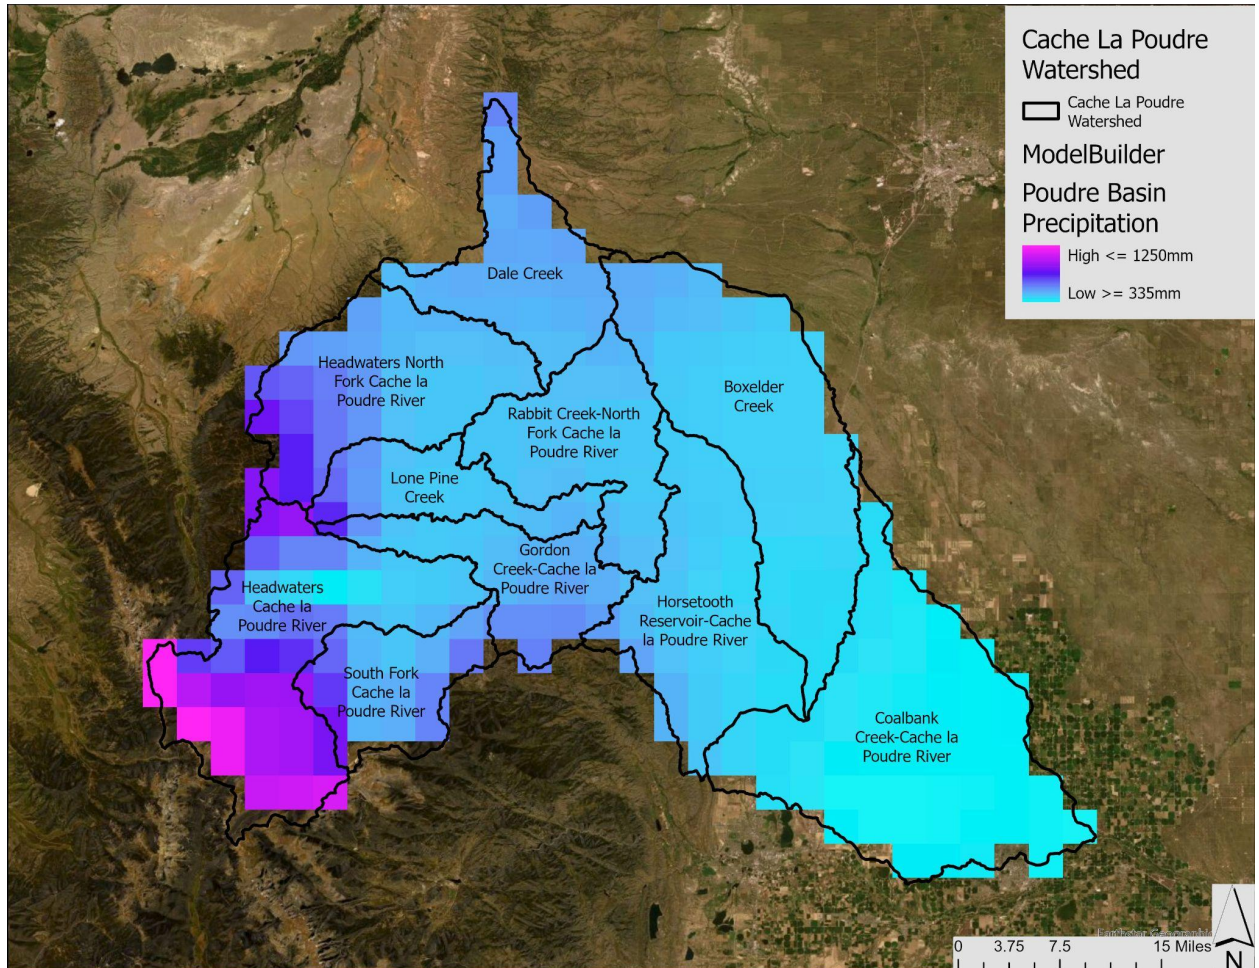 Cache La Poudre
Watershed
Cache La Poudre
Watershed
ModelBuilder
Poudre Basin
Precipitation
High <= 1250mm
Low >= 335mm
Dale Creek
Headwaters North
Fork Cache la
Poudre River
Boxelder
Creek
Rabbit Creek-North
Fork Cache la
Poudre River
Lone Pine
Creek
Gordon
Creek-Cache la
Poudre River
Headwaters
Cache la
Poudre River
Horsetooth
Reservoir-Cache
la Poudre River
South Fork
Cache la
Poudre River
Coalbank
Creek-Cache la
Poudre River
Earthstar Geographic
0 3.75 7.5 15 Miles
N